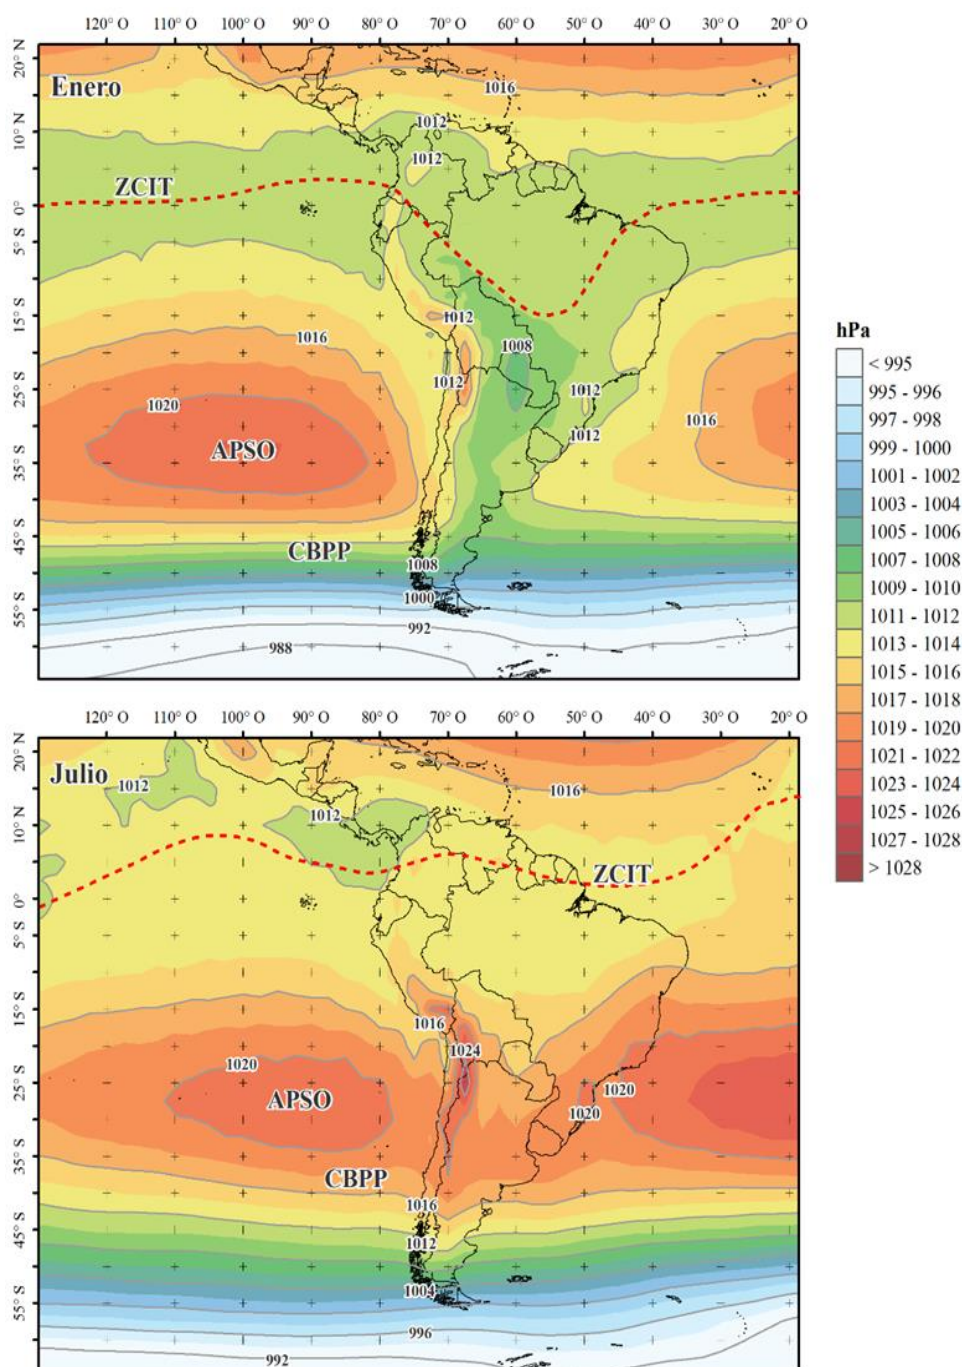 120° O 110° O 100° O 90° O 80° O 70° O 60° O 50° O 40° O 30° O 20° O
20° N
Enero
1016
10° N
1012
1012
ZCIT
0°
5° S
15° S
1012
1016
1008
25° S
1012
1012
1020
1016
APSO
1012
35° S
45° S
CBPP
1008
1000
55° S
992
988
hPa
< 995
995 - 996
997 - 998
999 - 1000
1001 - 1002
1003 - 1004
1005 - 1006
1007 - 1008
1009 - 1010
1011 - 1012
1013 - 1014
1015 - 1016
1017 - 1018
1019 - 1020
1021 - 1022
1023 - 1024
1025 - 1026
1027 - 1028
> 1028
120° O 110° O 100° O 90° O 80° O 70° O 60° O 50° O 40° O 30° O 20° O
20° N
Julio
1012
1016
1012
10° N
ZCIT
0°
5° S
15° S
1016
1024
1020
25° S
1020
APSO
1020
35° S
CBPP
1016
45° S
1012
1004
55° S
996
992